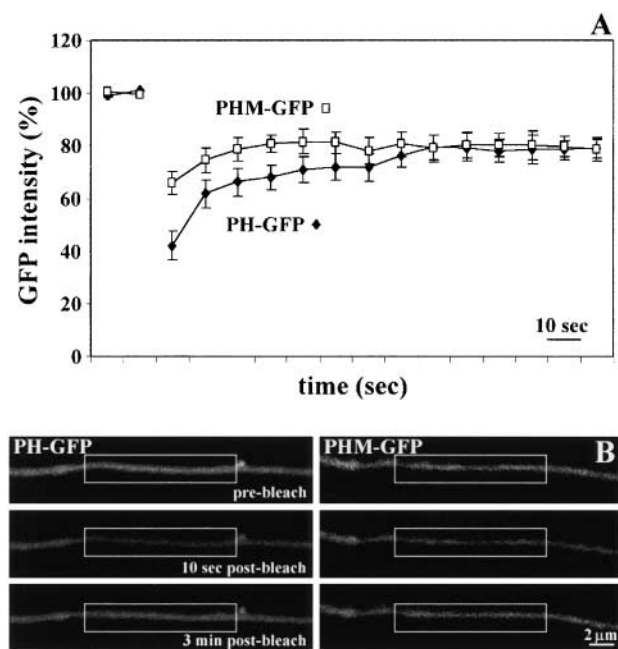 A
120
100
80
60
40
20
0
GFP intensity (%)
PHM-GFP
PH-GFP
10 sec
time (sec)
PH-GFP
pre-bleach
10 sec post-bleach
3 min post-bleach
PHM-GFP
B
2 µm